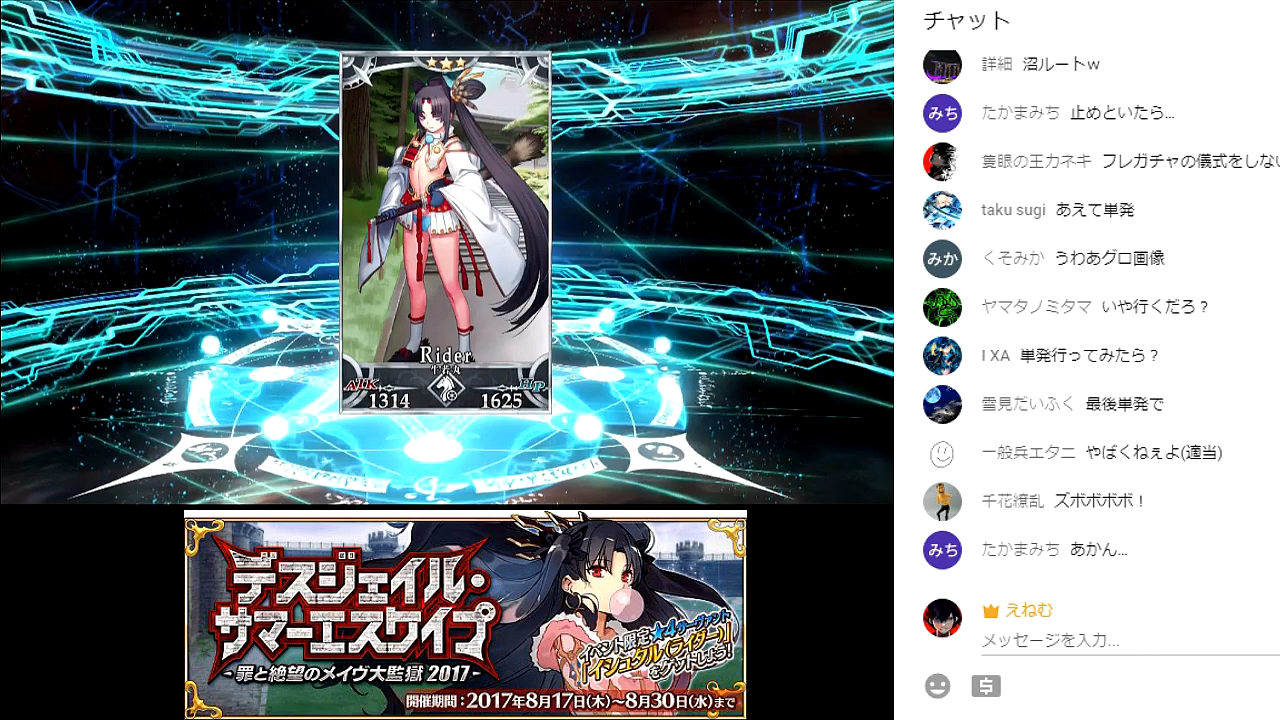 Rider
牛若丸
ATK
1314
HP
1625
デスジェイル・
サマーエスケイプ
-罪と絶望のメイヴ大監獄 2017-
イベント限定★4サーヴァント
「イシュタル(ライダー)」
をゲットしよう!
開催期間:2017年8月17日(木)~8月30日(水)まで
チャット
詳細 沼ルートw
みち たかまみち 止めといたら...
隻眼の王カネキ フレガチャの儀式をしない
taku sugi あえて単発
みか くそみか うわあグロ画像
ヤマタノミタマ いや行くだろ?
I XA 単発行ってみたら?
雪見だいふく 最後単発で
一般兵エタニ やばくねぇよ(適当)
千花繚乱 ズボボボボ!
みち たかまみち あかん...
えねむ
メッセージを入力...